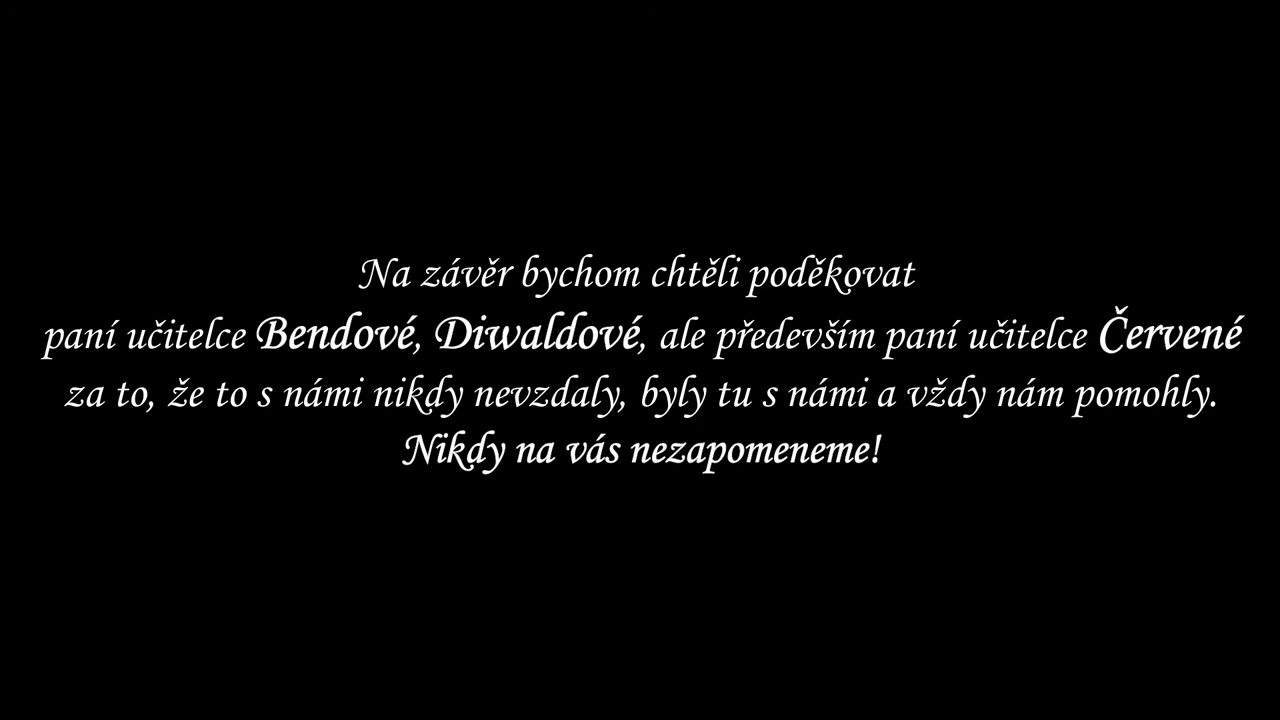 Na závěr bychom chtěli poděkovat
paní učitelce Bendové, Diwaldové, ale především paní učitelce Červené
za to, že to s námi nikdy nevzdaly, byly tu s námi a vždy nám pomohly.
Nikdy na vás nezapomeneme!